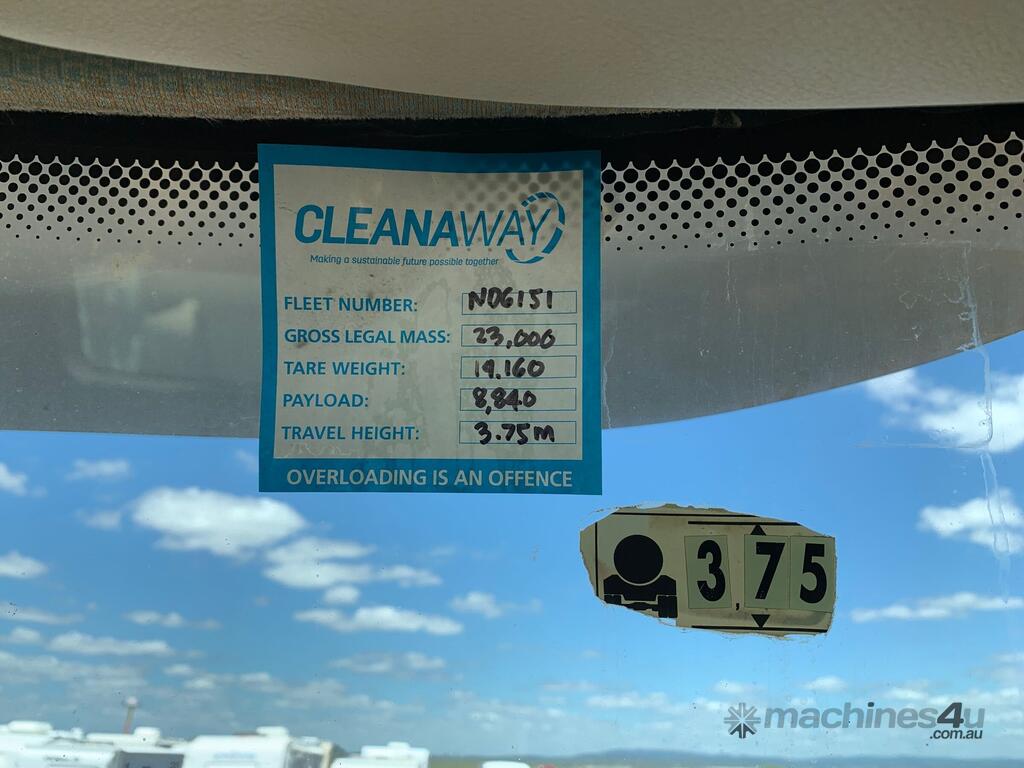 CLEANAWAY
Making a sustainable future possible together
FLEET NUMBER: ND6151
GROSS LEGAL MASS: 23,000
TARE WEIGHT: 14,160
PAYLOAD: 8,840
TRAVEL HEIGHT: 3.75M
OVERLOADING IS AN OFFENCE
3,75
machines4u
.com.au